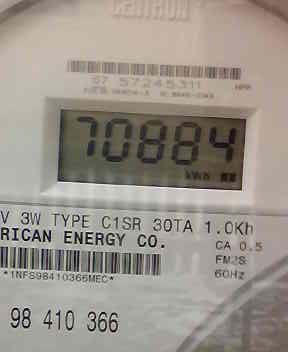 CENTRON
57 57245311
70884
kWh
V 3W TYPE C1SR 30TA 1.0Kh
RICAN ENERGY CO.
CA 0.5
FM2S
60Hz
*1NFS98410366MEC*
98 410 366